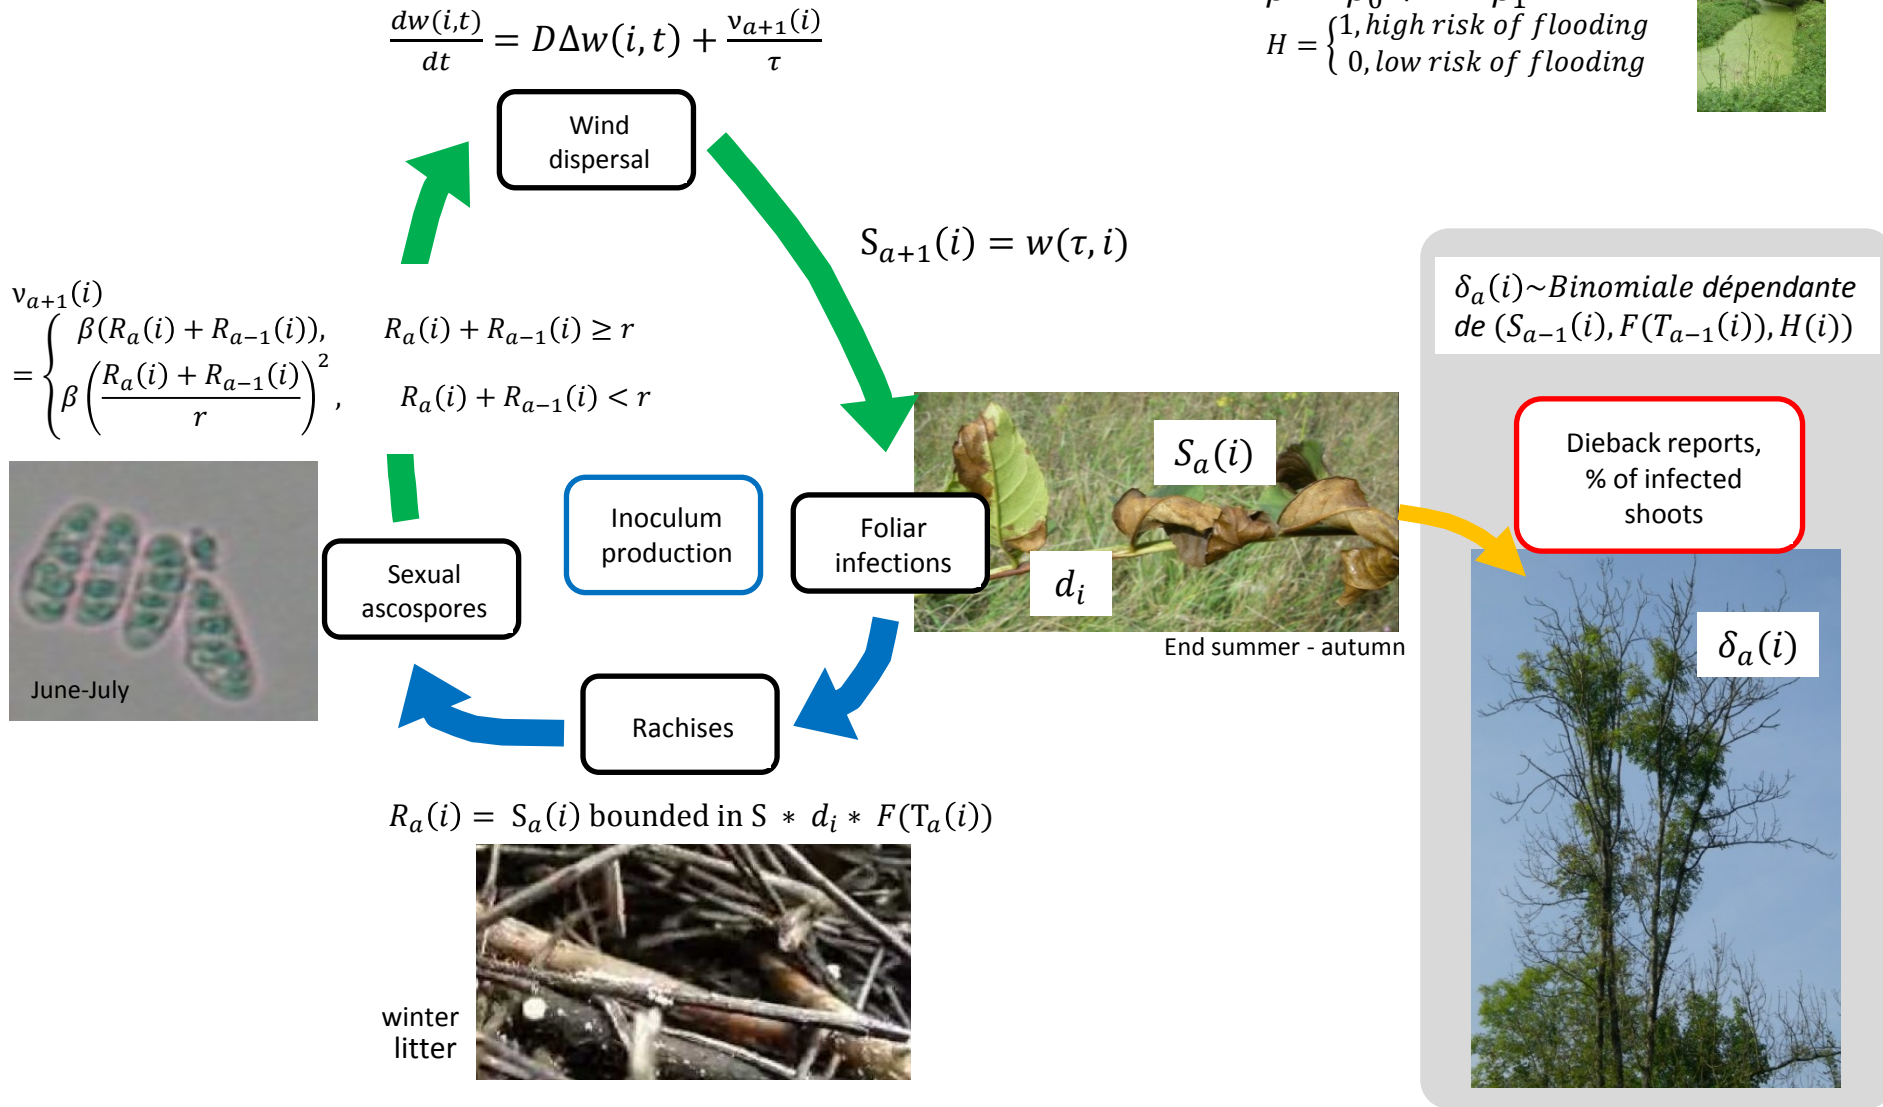 dw(i,t)/dt = DΔw(i,t) + ν_{a+1}(i)/τ
H = { 1, high risk of flooding
0, low risk of flooding
Wind
dispersal
S_{a+1}(i) = w(τ, i)
ν_{a+1}(i)
= { β(R_a(i) + R_{a−1}(i)), R_a(i) + R_{a−1}(i) ≥ r
β((R_a(i) + R_{a−1}(i))/r)^2, R_a(i) + R_{a−1}(i) < r
δ_a(i)~Binomiale dépendante
de (S_{a−1}(i), F(T_{a−1}(i)), H(i))
Dieback reports,
% of infected
shoots
S_a(i)
Inoculum
production
Foliar
infections
d_i
Sexual
ascospores
End summer - autumn
δ_a(i)
June-July
Rachises
R_a(i) = S_a(i) bounded in S * d_i * F(T_a(i))
winter
litter